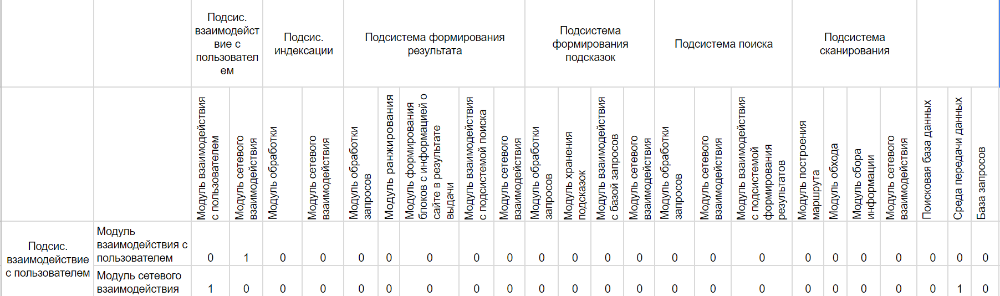 Подсис.
взаимодейст
вие с
пользовател
ем
Подсис.
индексации
Подсистема формирования
результата
Подсистема
формирования
подсказок
Подсистема поиска
Подсистема
сканирования
Модуль взаимодействия
с пользователем
Модуль сетевого
взаимодействия
Модуль обработки
Модуль сетевого
взаимодействия
Модуль обработки
запросов
Модуль ранжирования
Модуль формирования
блоков с информацией о
сайте в результате
выдачи
Модуль взаимодействия
с подсистемой поиска
Модуль сетевого
взаимодействия
Модуль обработки
запросов
Модуль хранения
подсказок
Модуль взаимодействия
с базой запросов
Модуль сетевого
взаимодействия
Модуль обработки
запросов
Модуль сетевого
взаимодействия
Модуль взаимодействия
с подсистемой
формирования
результатов
Модуль построения
маршрута
Модуль обхода
Модуль сбора
информации
Модуль сетевого
взаимодействия
Поисковая база данных
Среда передачи данных
База запросов
Подсис.
взаимодействие
с пользователем
Модуль
взаимодействия с
пользователем
0 1 0 0 0 0 0 0 0 0 0 0 0 0 0 0 0 0 0 0 0 0 0
Модуль сетевого
взаимодействия
1 0 0 0 0 0 0 0 0 0 0 0 0 0 0 0 0 0 0 0 0 1 0